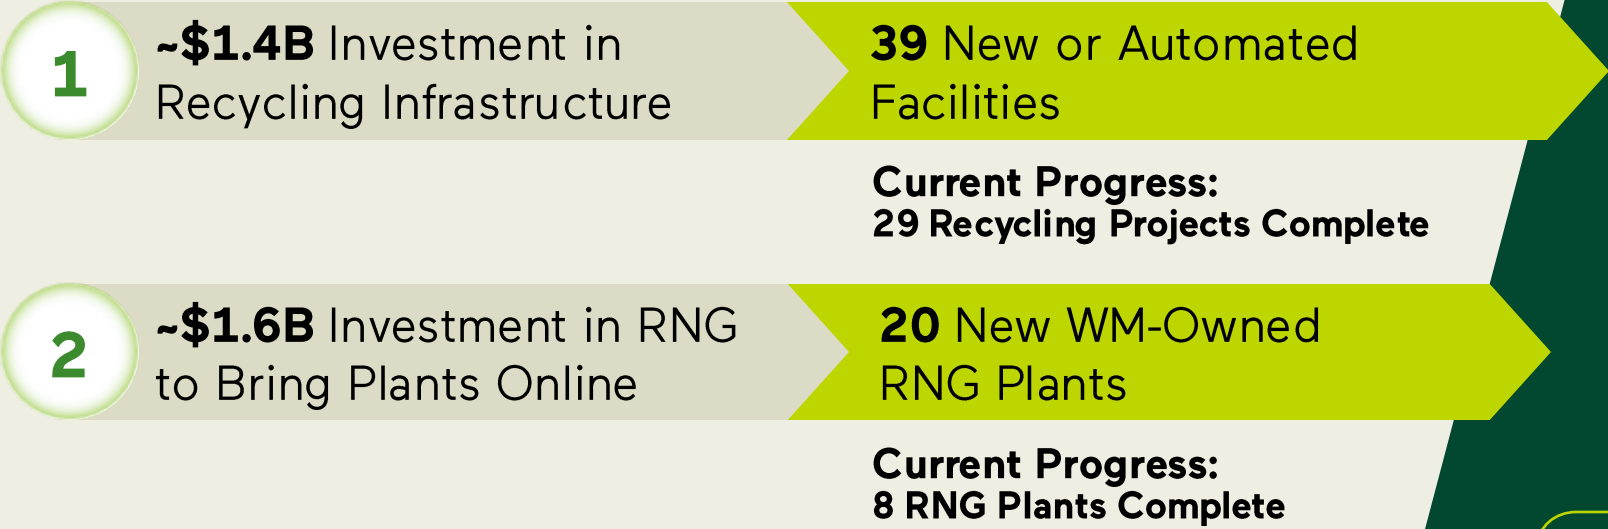 1
~$1.4B Investment in
Recycling Infrastructure
39 New or Automated
Facilities
Current Progress:
29 Recycling Projects Complete
2
~$1.6B Investment in RNG
to Bring Plants Online
20 New WM-Owned
RNG Plants
Current Progress:
8 RNG Plants Complete